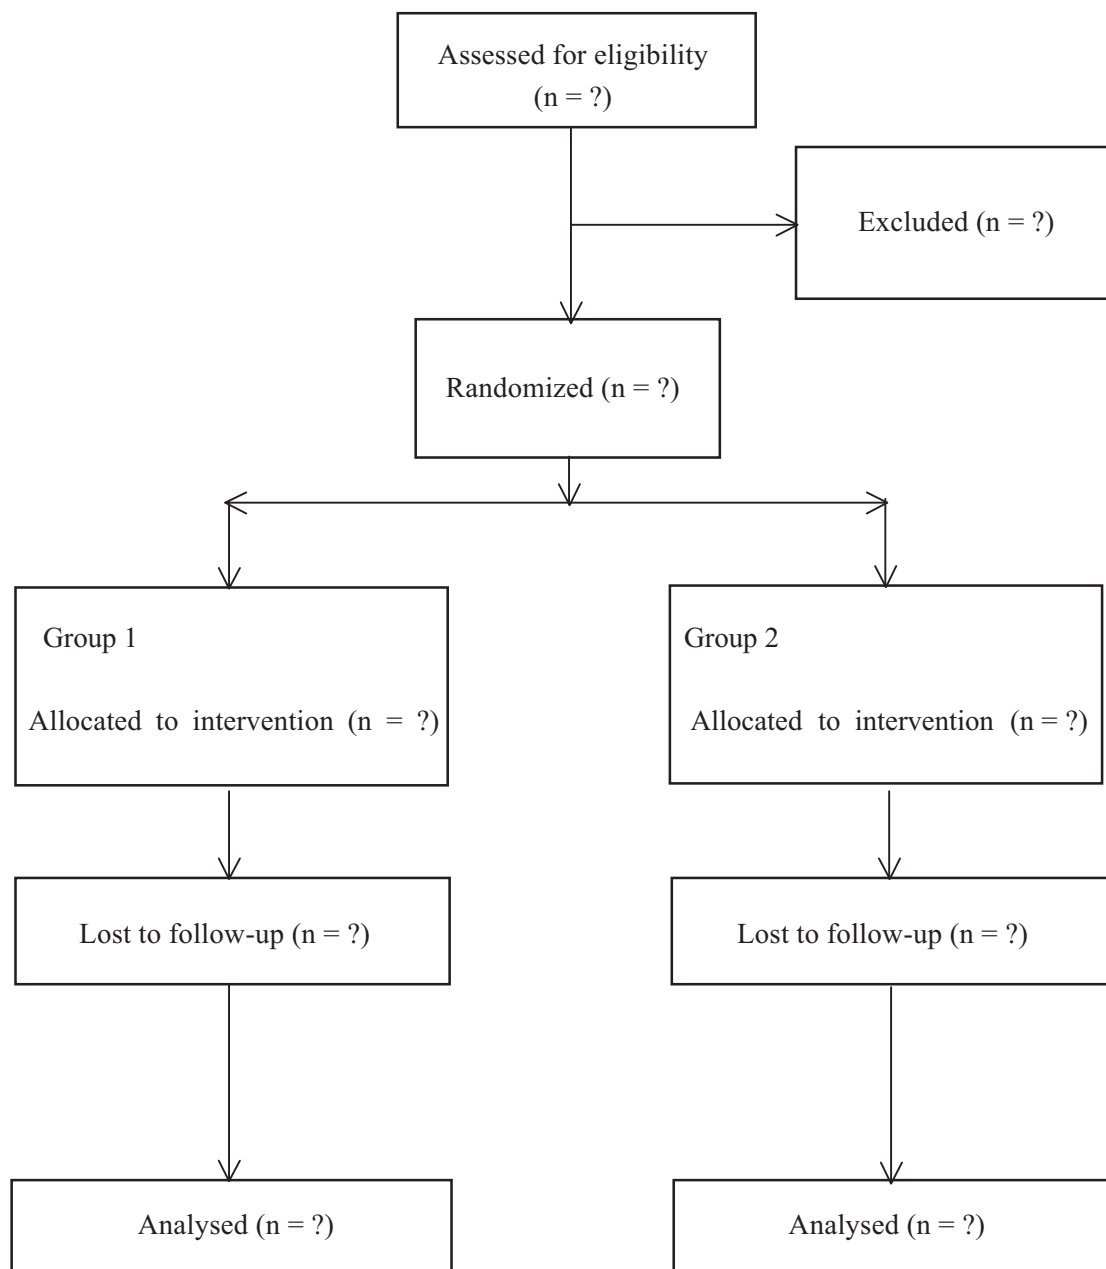 Assessed for eligibility
(n = ?)
Excluded (n = ?)
Randomized (n = ?)
Group 1
Allocated to intervention (n = ?)
Group 2
Allocated to intervention (n = ?)
Lost to follow-up (n = ?)
Lost to follow-up (n = ?)
Analysed (n = ?)
Analysed (n = ?)